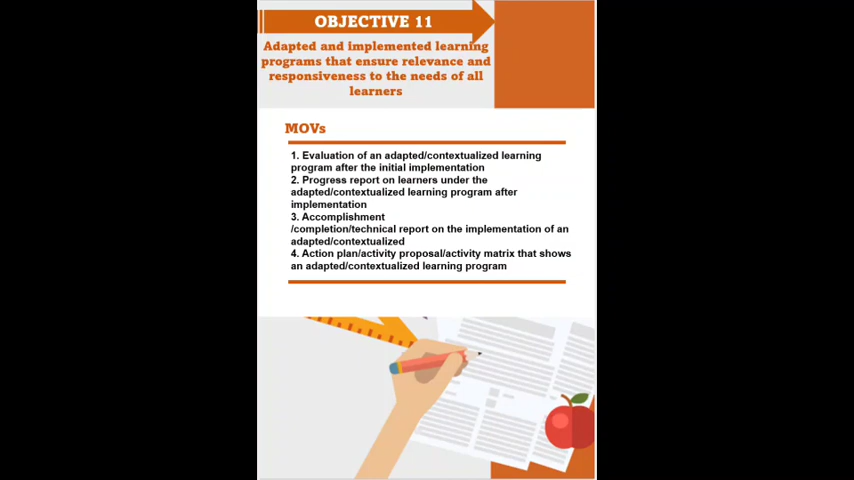 OBJECTIVE 11
Adapted and implemented learning
programs that ensure relevance and
responsiveness to the needs of all
learners
MOVs
1. Evaluation of an adapted/contextualized learning
program after the initial implementation
2. Progress report on learners under the
adapted/contextualized learning program after
implementation
3. Accomplishment
/completion/technical report on the implementation of an
adapted/contextualized
4. Action plan/activity proposal/activity matrix that shows
an adapted/contextualized learning program